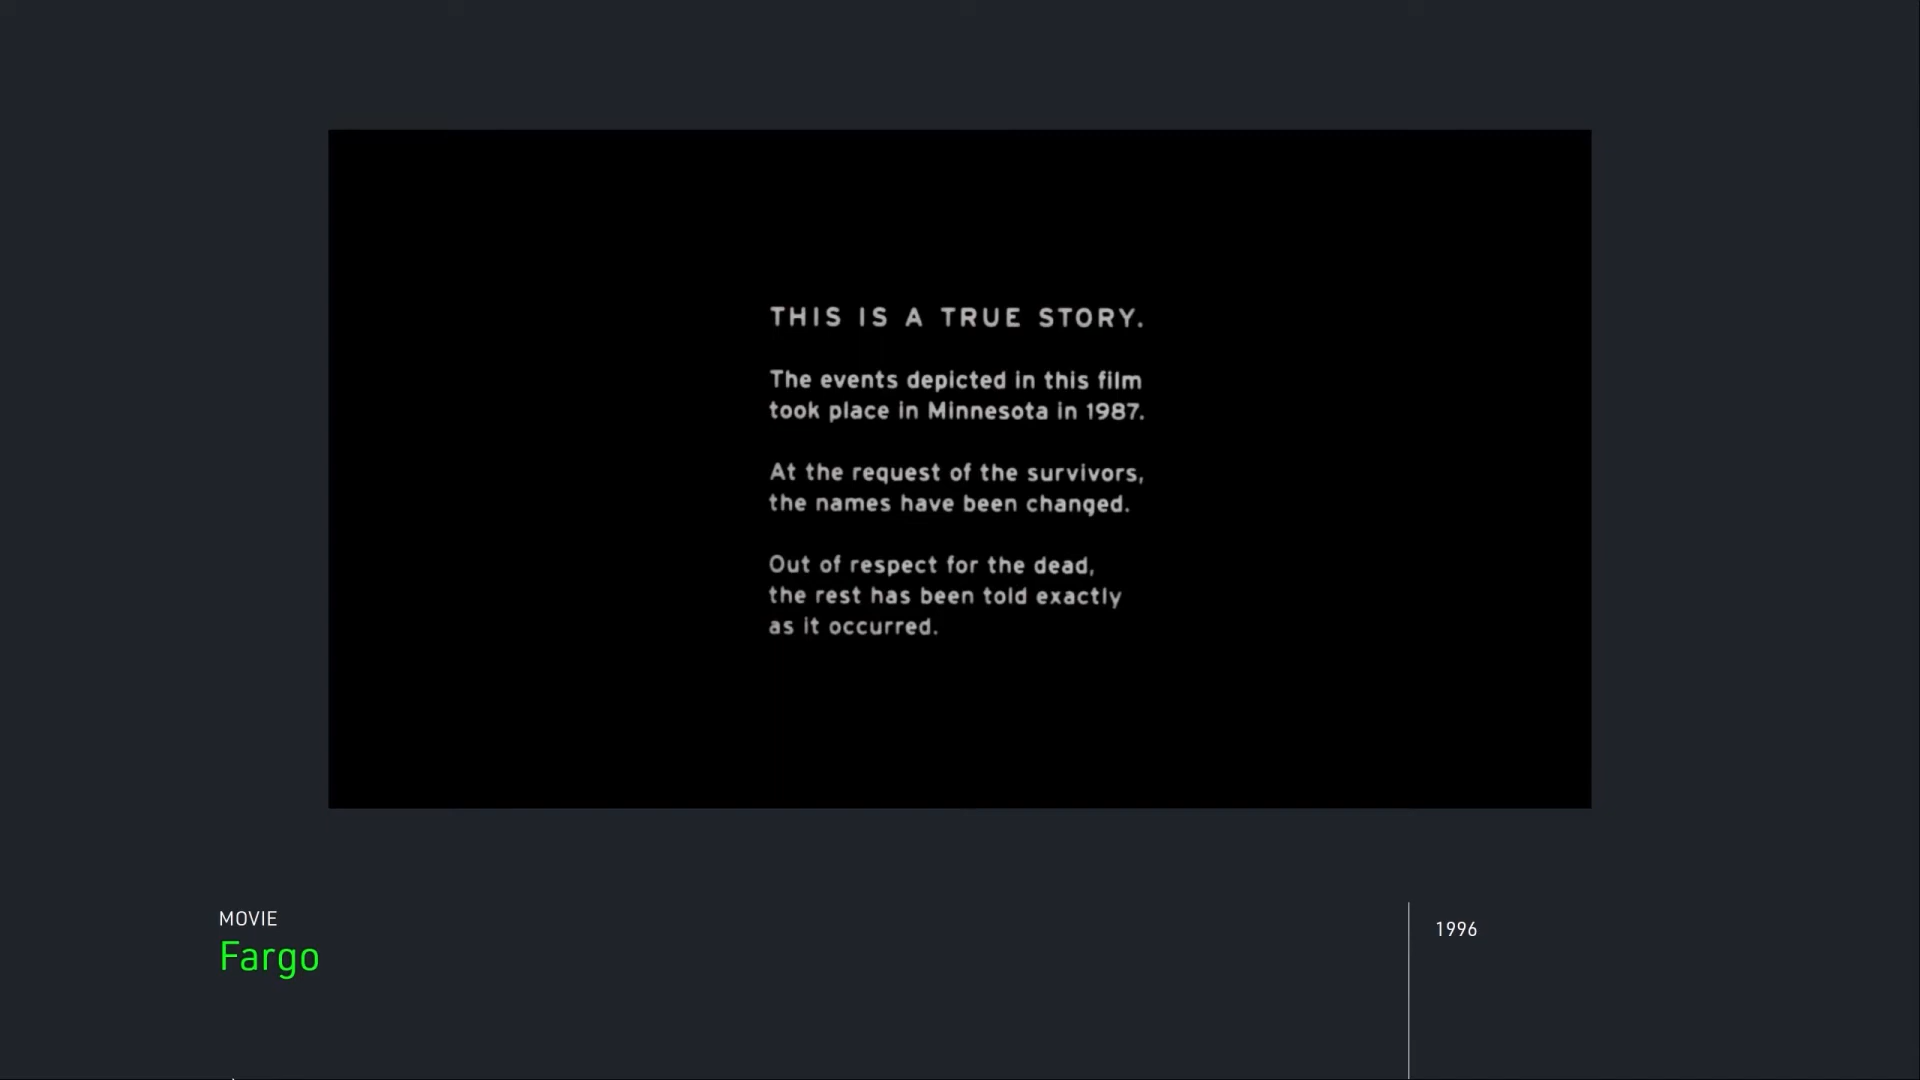 THIS IS A TRUE STORY.
The events depicted in this film
took place in Minnesota in 1987.
At the request of the survivors,
the names have been changed.
Out of respect for the dead,
the rest has been told exactly
as it occurred.
MOVIE
Fargo
1996